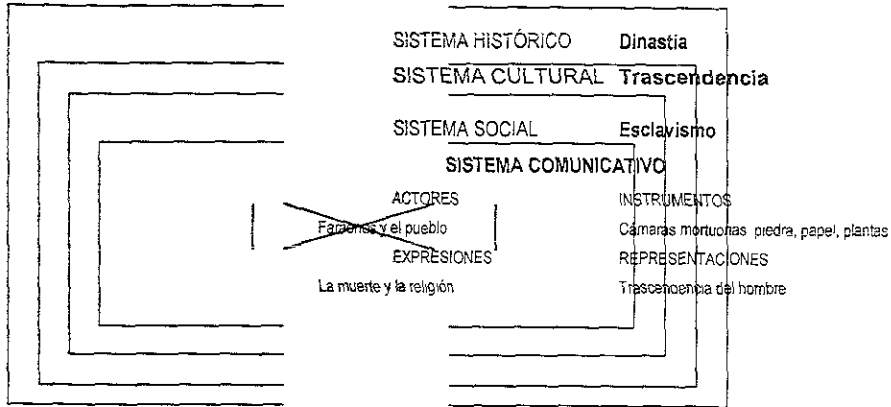 SISTEMA HISTÓRICO Dinastia
SISTEMA CULTURAL Trascendencia
SISTEMA SOCIAL Esclavismo
SISTEMA COMUNICATIVO
ACTORES INSTRUMENTOS
Faraones y el pueblo Cámaras mortuorias piedra, papel, plantas
EXPRESIONES REPRESENTACIONES
La muerte y la religión Trascendencia del hombre